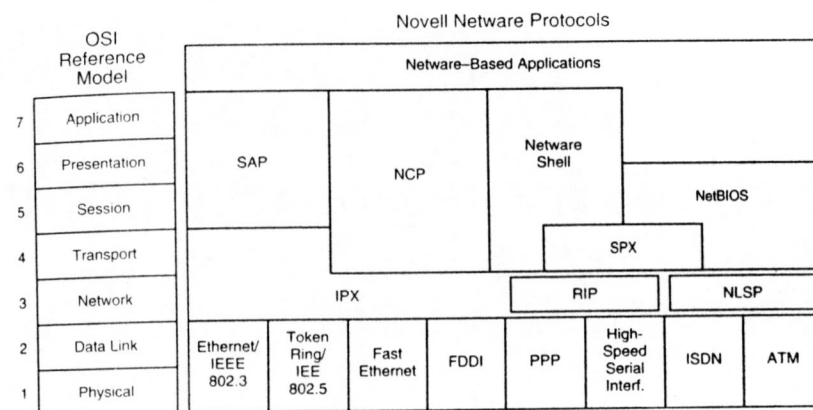 Novell Netware Protocols
OSI
Reference
Model
Netware–Based Applications
7 Application
6 Presentation
5 Session
4 Transport
3 Network
2 Data Link
1 Physical
SAP
NCP
Netware
Shell
NetBIOS
SPX
IPX
RIP
NLSP
Ethernet/
IEEE
802.3
Token
Ring/
IEE
802.5
Fast
Ethernet
FDDI
PPP
High-
Speed
Serial
Interf.
ISDN
ATM